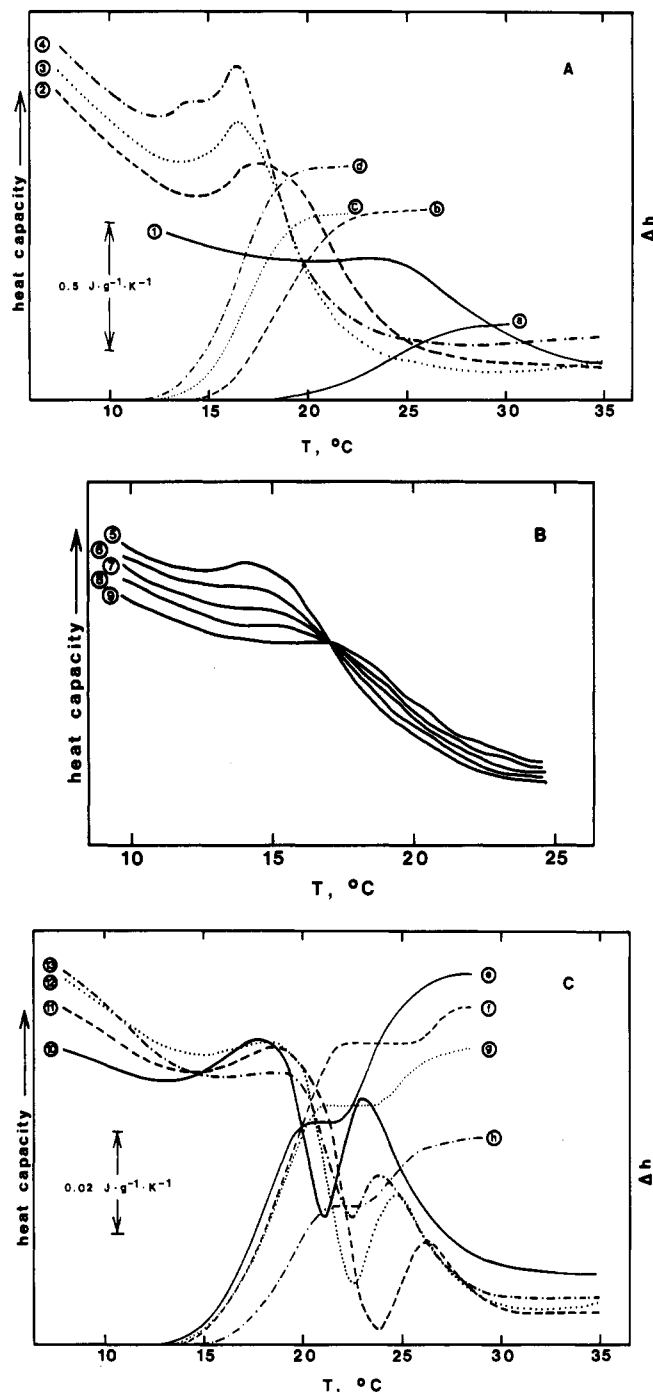 A
④
③
②
①
ⓓ
ⓒ
ⓑ
ⓐ
heat capacity
0.5 J·g⁻¹·K⁻¹
Δh
10 15 20 25 30 35
T, °C
B
⑤
⑥
⑦
⑧
⑨
heat capacity
10 15 20 25
T, °C
C
⑬
⑫
⑪
⑩
ⓔ
ⓕ
ⓖ
ⓗ
heat capacity
0.02 J·g⁻¹·K⁻¹
Δh
10 15 20 25 30 35
T, °C